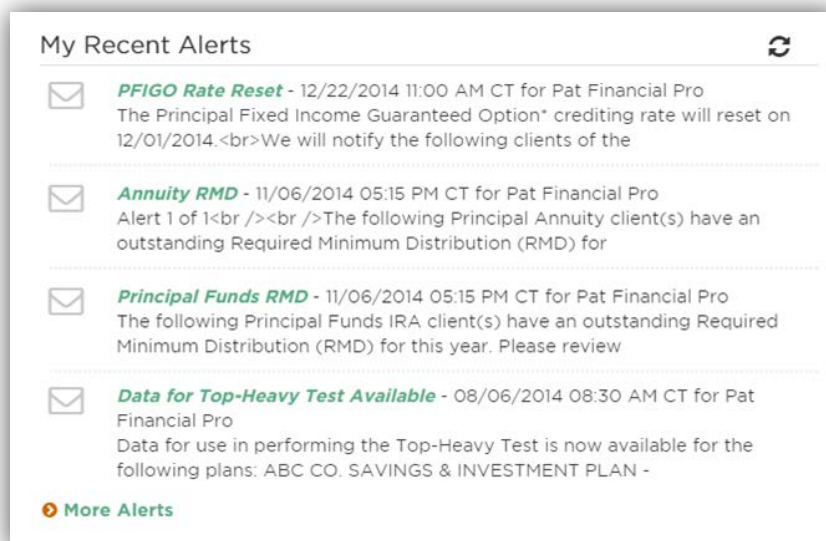 My Recent Alerts
PFIGO Rate Reset - 12/22/2014 11:00 AM CT for Pat Financial Pro
The Principal Fixed Income Guaranteed Option* crediting rate will reset on
12/01/2014.<br>We will notify the following clients of the
Annuity RMD - 11/06/2014 05:15 PM CT for Pat Financial Pro
Alert 1 of 1<br /><br />The following Principal Annuity client(s) have an
outstanding Required Minimum Distribution (RMD) for
Principal Funds RMD - 11/06/2014 05:15 PM CT for Pat Financial Pro
The following Principal Funds IRA client(s) have an outstanding Required
Minimum Distribution (RMD) for this year. Please review
Data for Top-Heavy Test Available - 08/06/2014 08:30 AM CT for Pat
Financial Pro
Data for use in performing the Top-Heavy Test is now available for the
following plans: ABC CO. SAVINGS & INVESTMENT PLAN -
More Alerts